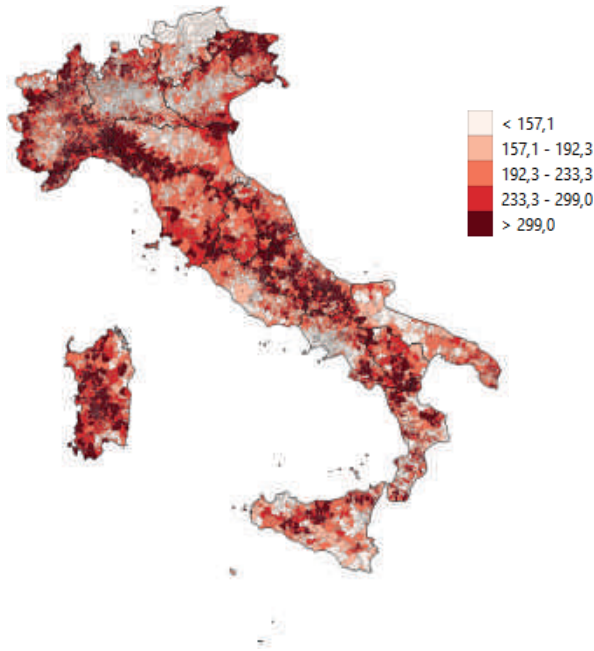 < 157,1
157,1 - 192,3
192,3 - 233,3
233,3 - 299,0
> 299,0